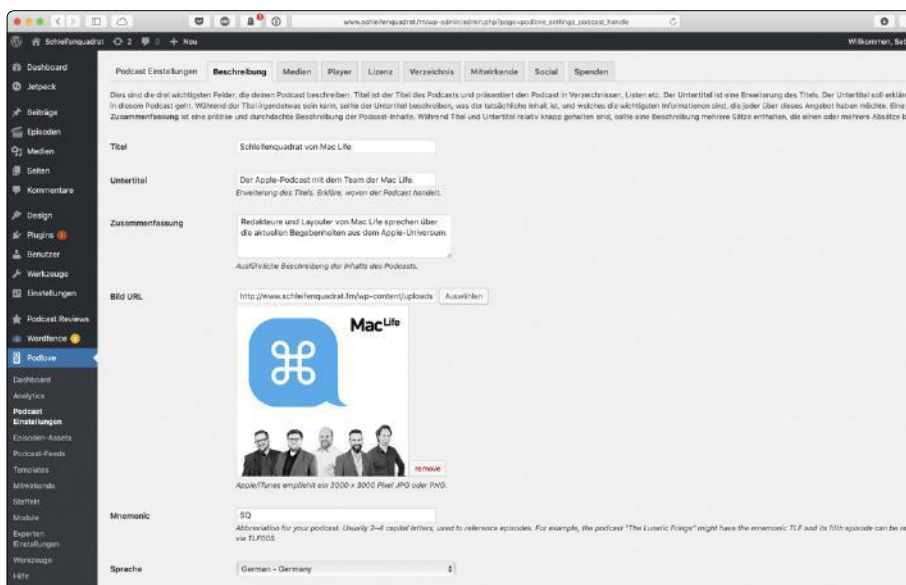 www.schleifenquadrat.fm/wp-admin/admin.php?page=podlove_settings_podcast_handle
Schleifenquadrat 2 0 + Neu
Willkommen, Set
Dashboard
Jetpack
Beiträge
Episoden
Medien
Seiten
Kommentare
Design
Plugins
Benutzer
Werkzeuge
Einstellungen
Podcast Reviews
Wordfence
Podlove
Dashboard
Analytics
Podcast
Einstellungen
Episoden-Assets
Podcast-Feeds
Templates
Mitwirkende
Staffeln
Module
Experten
Einstellungen
Werkzeuge
Hilfe
Podcast Einstellungen Beschreibung Medien Player Lizenz Verzeichnis Mitwirkende Social Spenden
Dies sind die drei wichtigsten Felder, die deinen Podcast beschreiben. Titel ist der Titel des Podcasts und präsentiert den Podcast in Verzeichnissen, Listen etc. Der Untertitel ist eine Erweiterung des Titels. Der Untertitel soll erklär
in diesem Podcast geht. Während der Titel irgendetwas sein kann, sollte der Untertitel beschreiben, was der tatsächliche Inhalt ist, und welches die wichtigsten Informationen sind, die jeder über dieses Angebot haben möchte. Eine
Zusammenfassung ist eine präzise und durchdachte Beschreibung der Podcast-Inhalte. Während Titel und Untertitel relativ knapp gehalten sind, sollte eine Beschreibung mehrere Sätze enthalten, die einen oder mehrere Absätze b
Titel
Schleifenquadrat von Mac Life
Untertitel
Der Apple-Podcast mit dem Team der Mac Life.
Erweiterung des Titels. Erkläre, wovon der Podcast handelt.
Zusammenfassung
Redakteure und Layouter von Mac Life sprechen über
die aktuellen Begebenheiten aus dem Apple-Universum.
Ausführliche Beschreibung der Inhalte des Podcasts.
Bild URL
http://www.schleifenquadrat.fm/wp-content/uploads Auswählen
Mac Life
remove
Apple/iTunes empfiehlt ein 3000 x 3000 Pixel JPG oder PNG.
Mnemonic
SQ
Abbreviation for your podcast. Usually 2–4 capital letters, used to reference episodes. For example, the podcast "The Lunatic Fringe" might have the mnemonic TLF and its fifth episode can be re
via TLF005.
Sprache
German - Germany